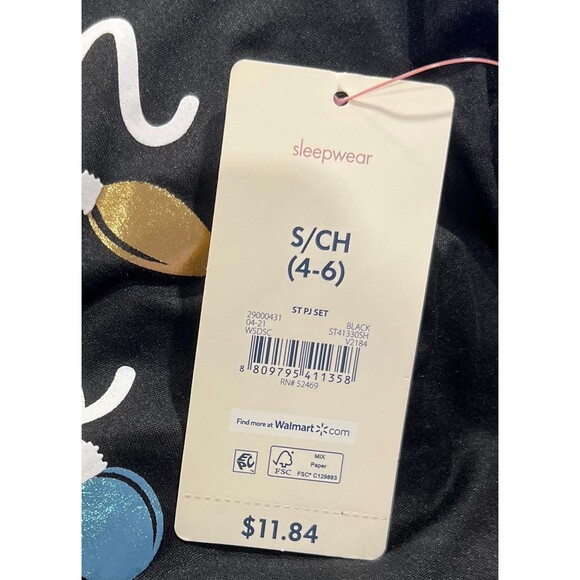 sleepwear
S/CH
(4-6)
ST PJ SET
29000431 BLACK
04-21 ST41330SH
WSDSC V2184
8 809795 411358
RN# 52469
Find more at Walmart.com
MIX
Paper
FSC FSC® C129883
$11.84